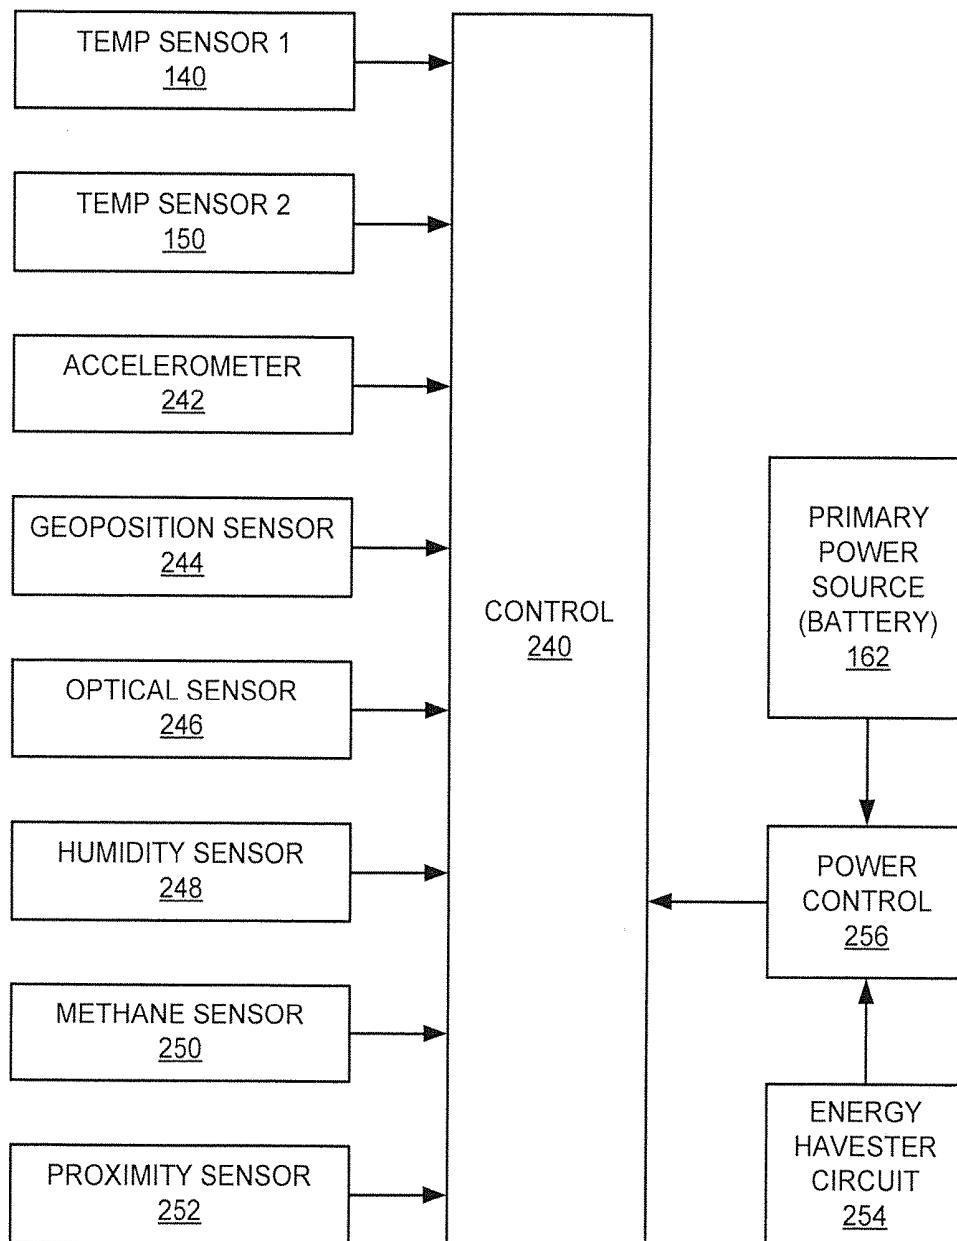 TEMP SENSOR 1
140
TEMP SENSOR 2
150
ACCELEROMETER
242
GEOPOSITION SENSOR
244
OPTICAL SENSOR
246
HUMIDITY SENSOR
248
METHANE SENSOR
250
PROXIMITY SENSOR
252
CONTROL
240
PRIMARY
POWER
SOURCE
(BATTERY)
162
POWER
CONTROL
256
ENERGY
HAVESTER
CIRCUIT
254